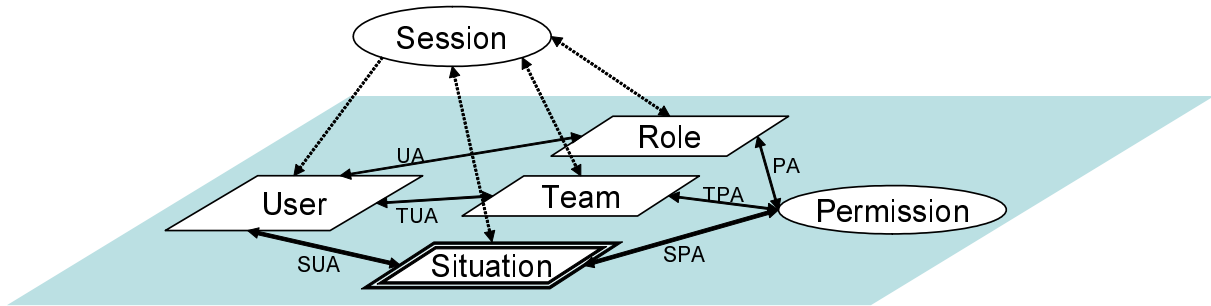 Session
Role
UA
PA
User
Team
TPA
TUA
Permission
SUA
Situation
SPA